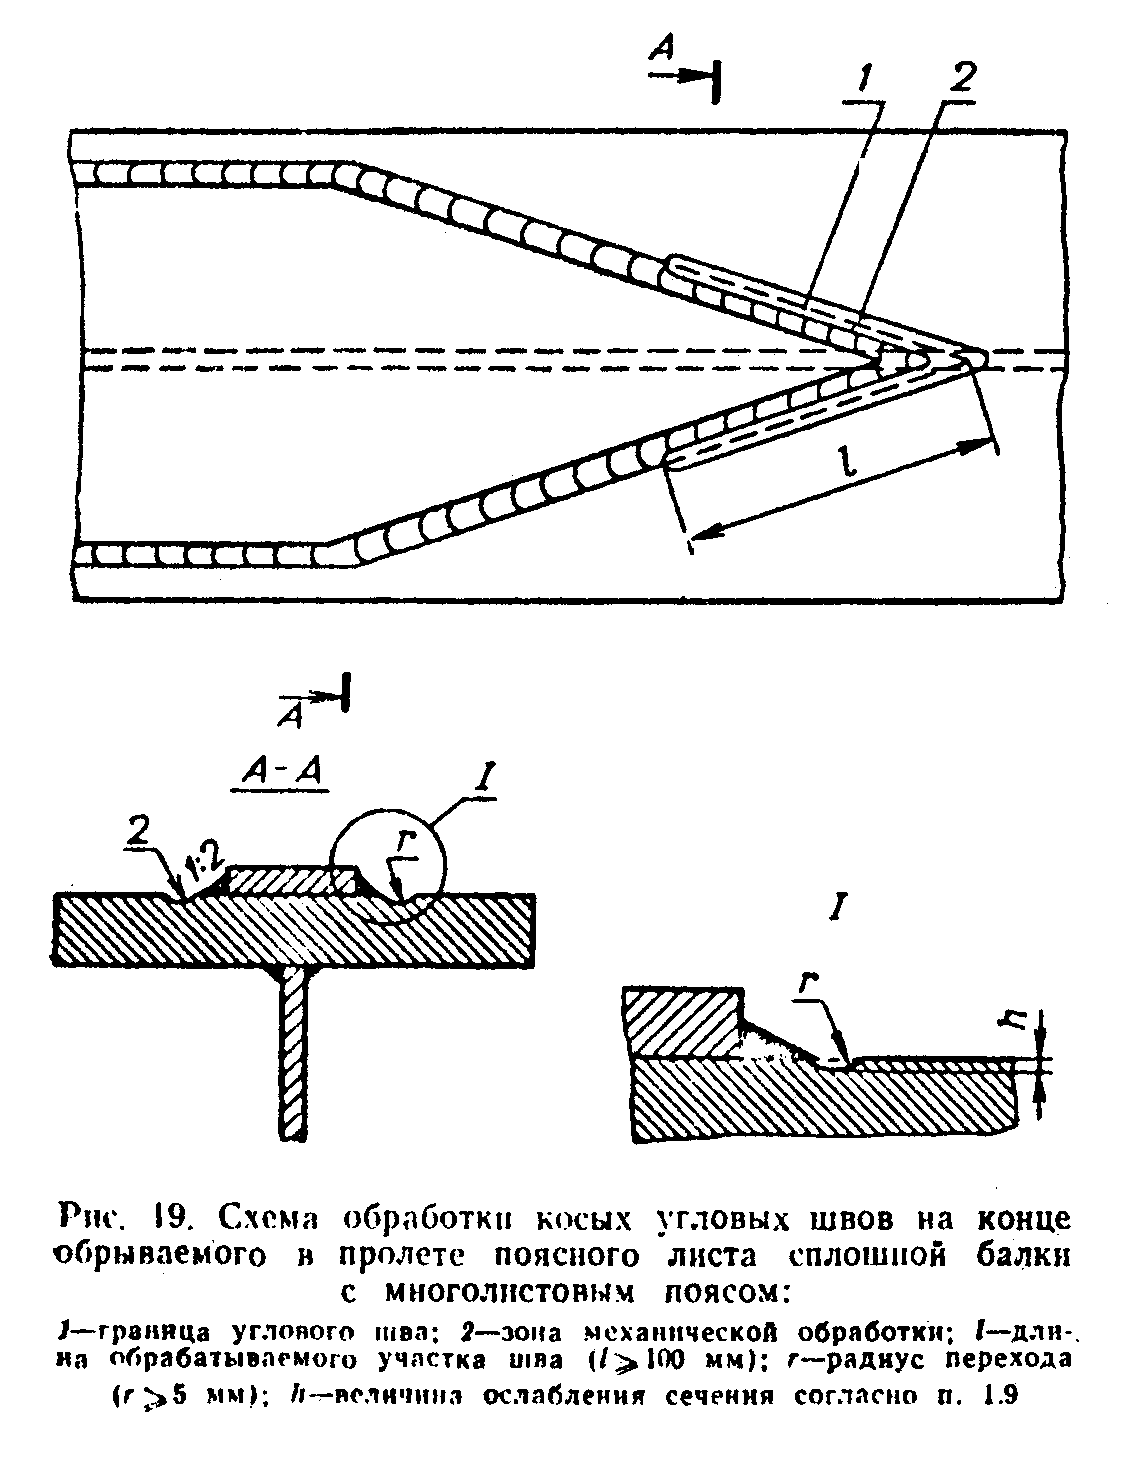 А
1 2
l
А
А-А
I
2
1:2
r
I
r
h
Рис. 19. Схема обработки косых угловых швов на конце
обрываемого в пролете поясного листа сплошной балки
с многолистовым поясом:
1—граница углового шва; 2—зона механической обработки; l—дли-
на обрабатываемого участка шва (l⩾100 мм); r—радиус перехода
(r⩾5 мм); h—величина ослабления сечения согласно п. 1.9